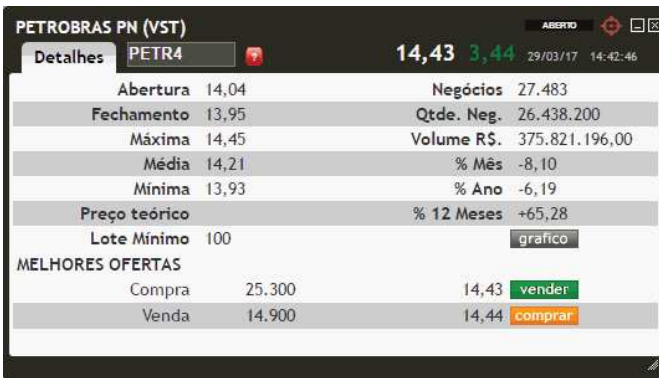 PETROBRAS PN (VST) ABERTO
Detalhes PETR4 ? 14,43 3,44 29/03/17 14:42:46
Abertura 14,04 Negócios 27.483
Fechamento 13,95 Qtde. Neg. 26.438.200
Máxima 14,45 Volume R$. 375.821.196,00
Média 14,21 % Mês -8,10
Mínima 13,93 % Ano -6,19
Preço teórico % 12 Meses +65,28
Lote Mínimo 100 grafico
MELHORES OFERTAS
Compra 25.300 14,43 vender
Venda 14.900 14,44 comprar